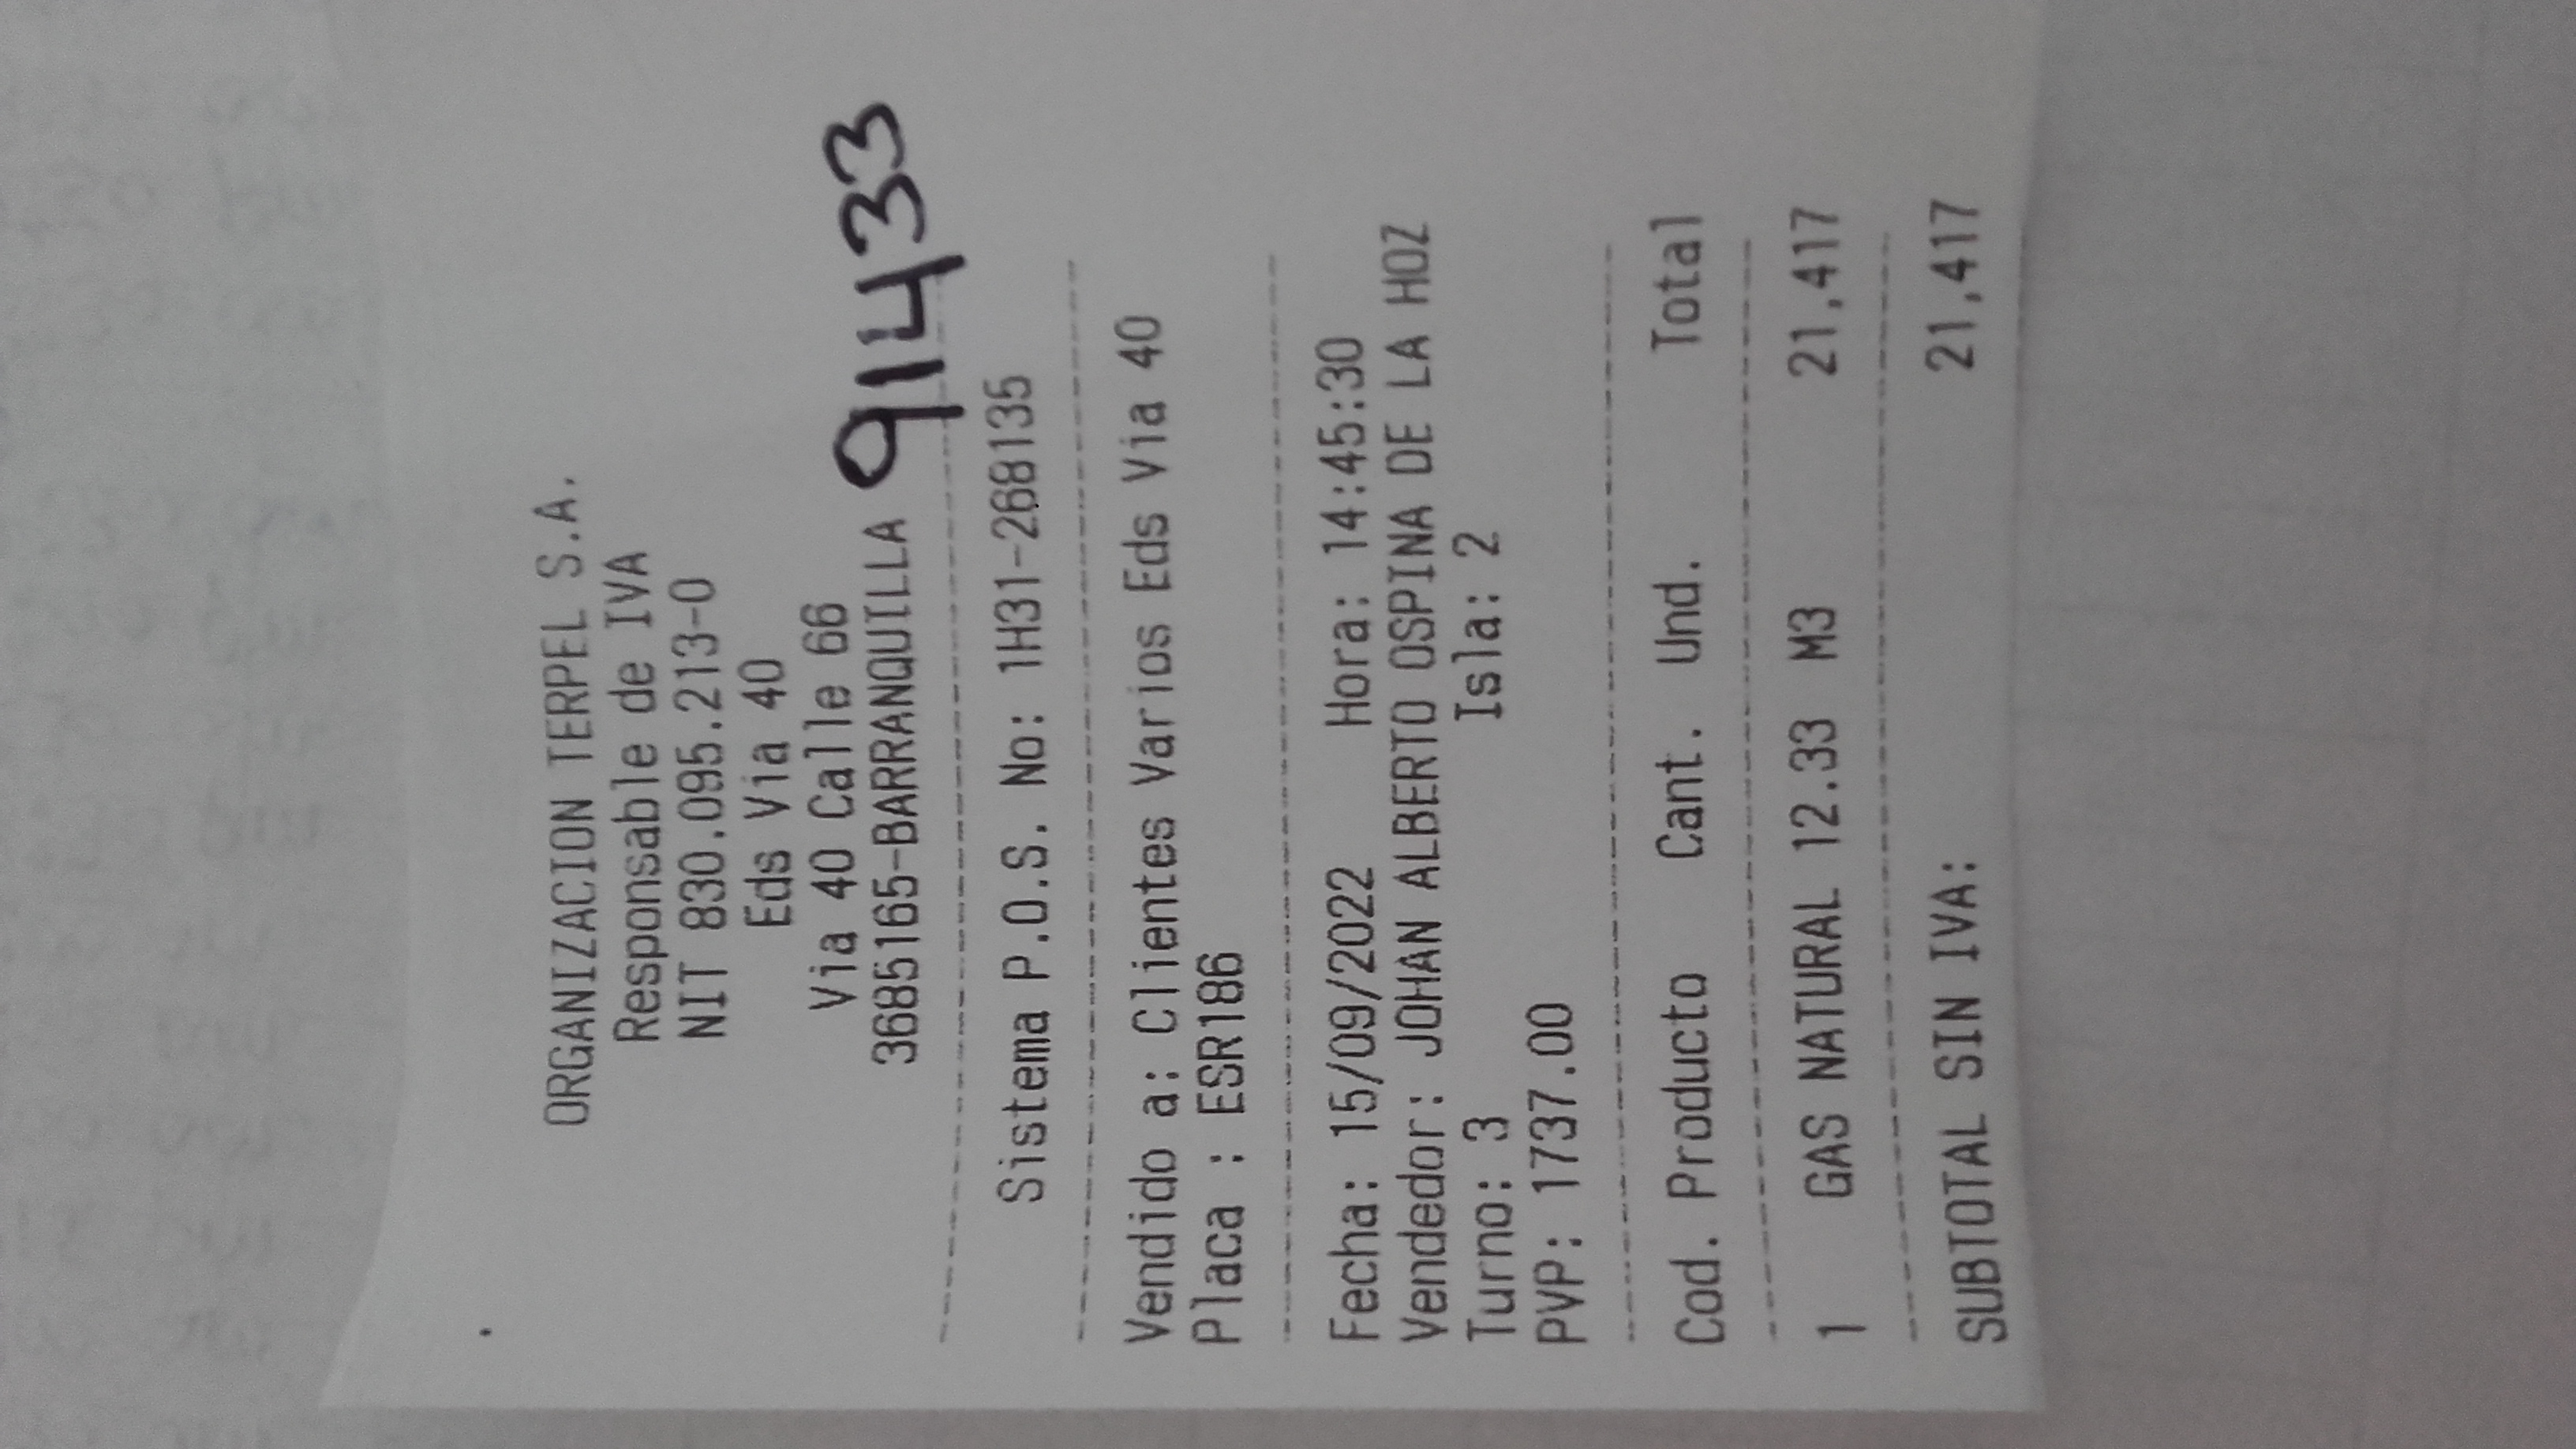 ORGANIZACION TERPEL S.A.
Responsable de IVA
NIT 830.095.213-0
Eds Via 40
Via 40 Calle 66
3685165-BARRANQUILLA 91433
Sistema P.O.S. No: 1H31-268135
Vendido a: Clientes Varios Eds Via 40
Placa : ESR186
Fecha: 15/09/2022 Hora: 14:45:30
Vendedor: JOHAN ALBERTO OSPINA DE LA HOZ
Turno: 3 Isla: 2
PVP: 1737.00
Cod. Producto Cant. Und. Total
1 GAS NATURAL 12.33 M3 21,417
SUBTOTAL SIN IVA: 21,417